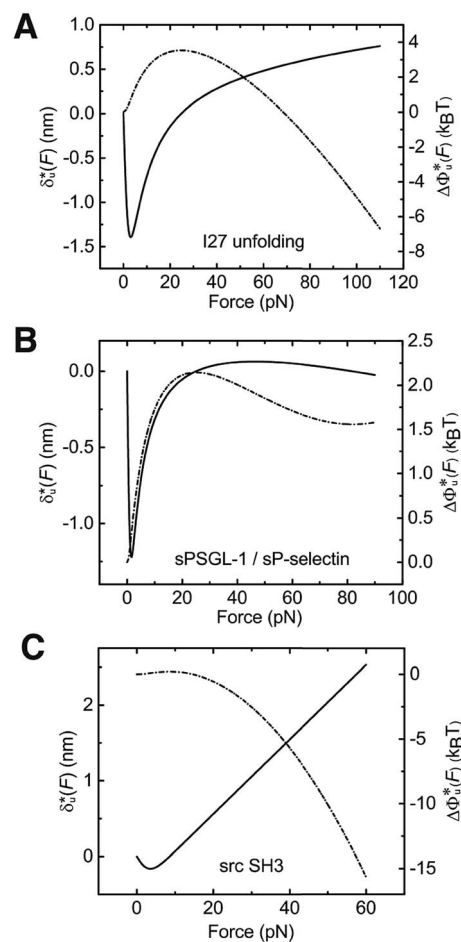 A
1.0
0.5
0.0
-0.5
-1.0
-1.5
δ*u(F) (nm)
4
2
0
-2
-4
-6
-8
ΔΦ*u(F) (kBT)
I27 unfolding
0 20 40 60 80 100 120
Force (pN)
B
0.0
-0.5
-1.0
δ*u(F) (nm)
2.5
2.0
1.5
1.0
0.5
0.0
ΔΦ*u(F) (kBT)
sPSGL-1 / sP-selectin
0 20 40 60 80 100
Force (pN)
C
2
1
0
δ*u(F) (nm)
0
-5
-10
-15
ΔΦ*u(F) (kBT)
src SH3
0 20 40 60
Force (pN)